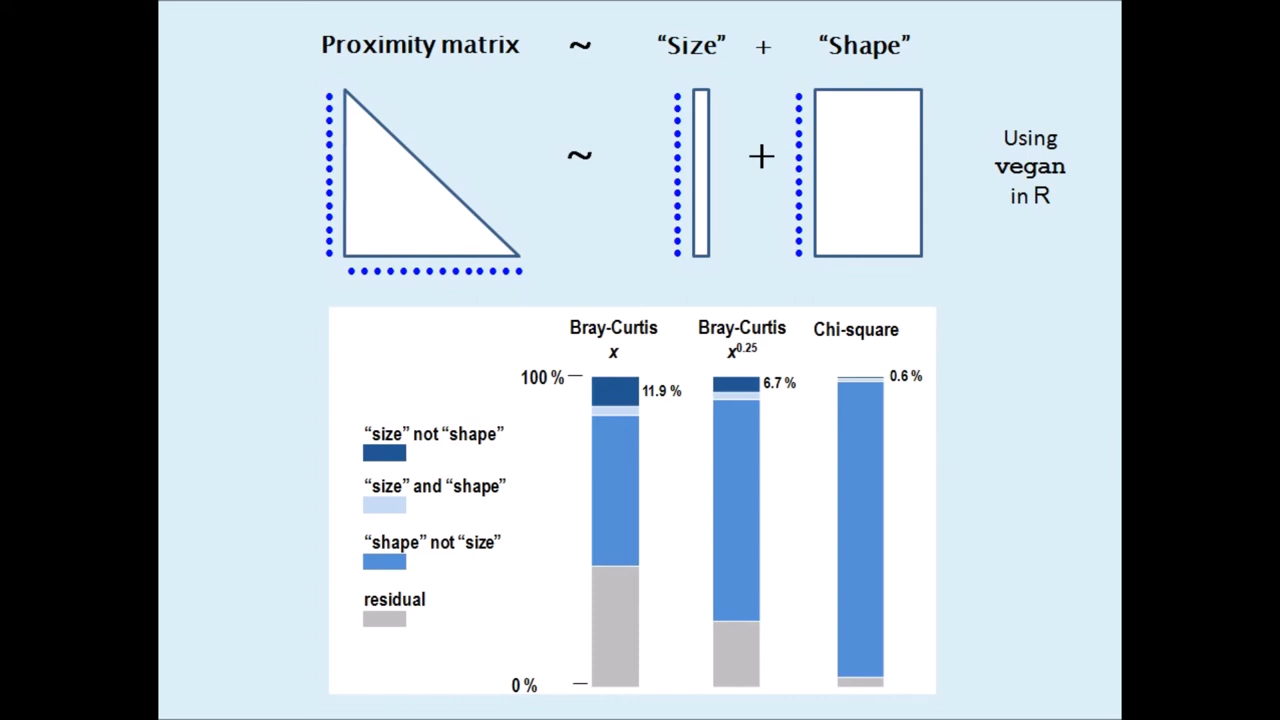 Proximity matrix ~ “Size” + “Shape”
~ +
Using
vegan
in R
Bray-Curtis
x
Bray-Curtis
x^0.25
Chi-square
100 %
11.9 %
6.7 %
0.6 %
“size” not “shape”
“size” and “shape”
“shape” not “size”
residual
0 %